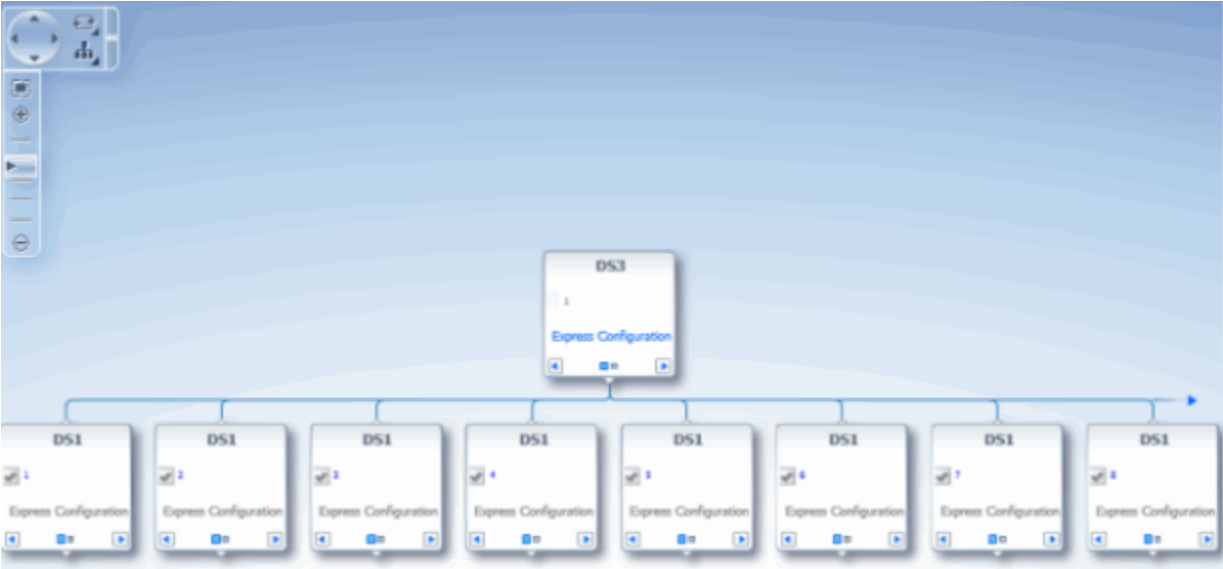 DS3
1
Express Configuration
DS1 DS1 DS1 DS1 DS1 DS1 DS1 DS1
1 2 3 4 5 6 7 8
Express Configuration Express Configuration Express Configuration Express Configuration Express Configuration Express Configuration Express Configuration Express Configuration